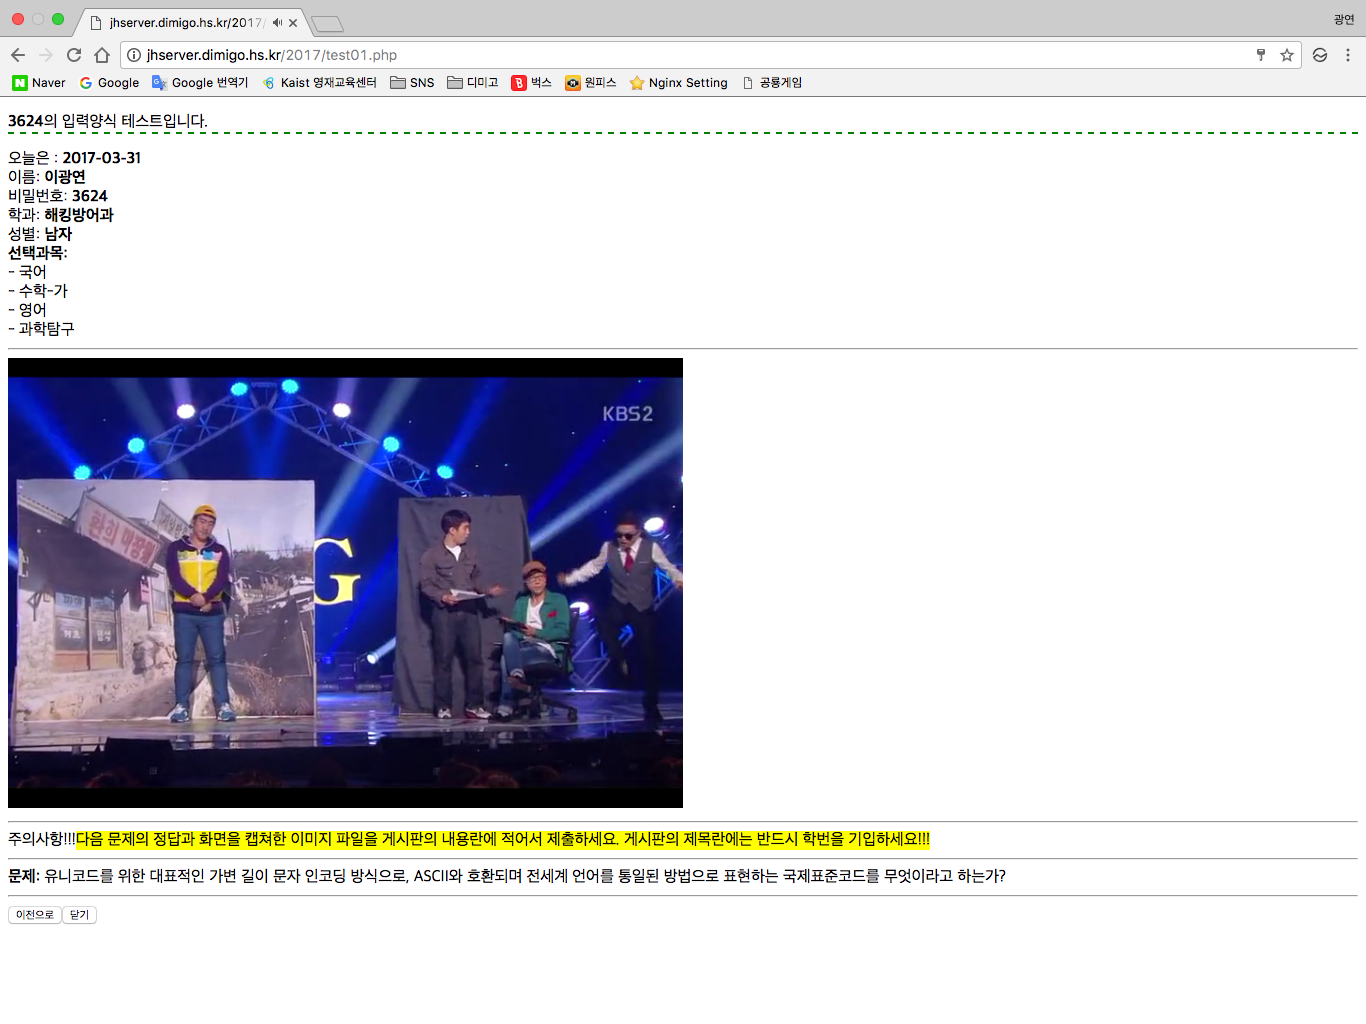 jhserver.dimigo.hs.kr/2017/
광연
jhserver.dimigo.hs.kr/2017/test01.php
Naver Google Google 번역기 Kaist 영재교육센터 SNS 디미고 벅스 원피스 Nginx Setting 공룡게임
3624의 입력양식 테스트입니다.
오늘은 : 2017-03-31
이름: 이광연
비밀번호: 3624
학과: 해킹방어과
성별: 남자
선택과목:
- 국어
- 수학-가
- 영어
- 과학탐구
KBS2
환희 미장원
G
주의사항!!!다음 문제의 정답과 화면을 캡쳐한 이미지 파일을 게시판의 내용란에 적어서 제출하세요. 게시판의 제목란에는 반드시 학번을 기입하세요!!!
문제: 유니코드를 위한 대표적인 가변 길이 문자 인코딩 방식으로, ASCII와 호환되며 전세계 언어를 통일된 방법으로 표현하는 국제표준코드를 무엇이라고 하는가?
이전으로 닫기